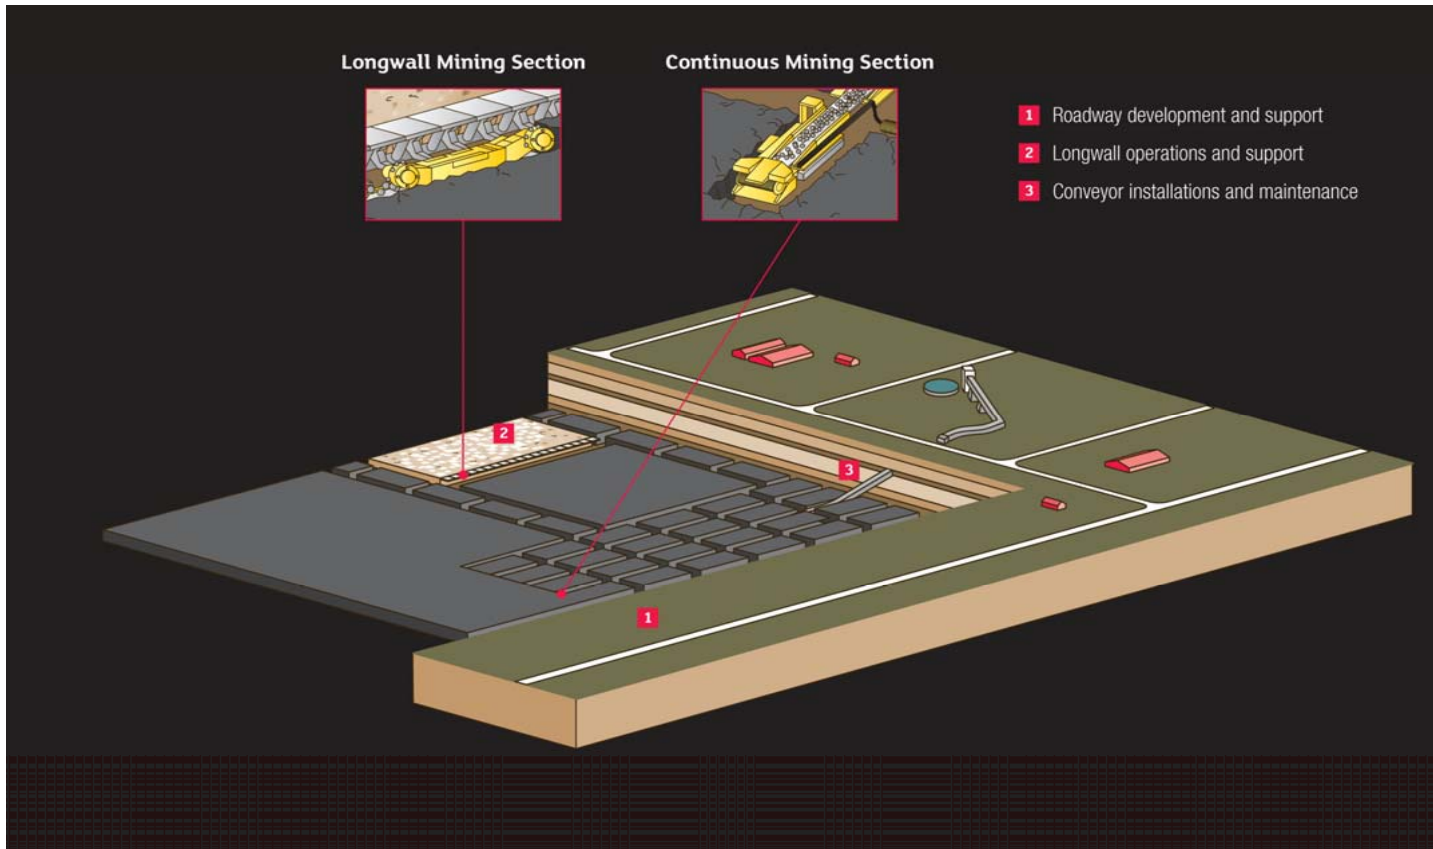 Longwall Mining Section
Continuous Mining Section
1 Roadway development and support
2 Longwall operations and support
3 Conveyor installations and maintenance
2
3
1